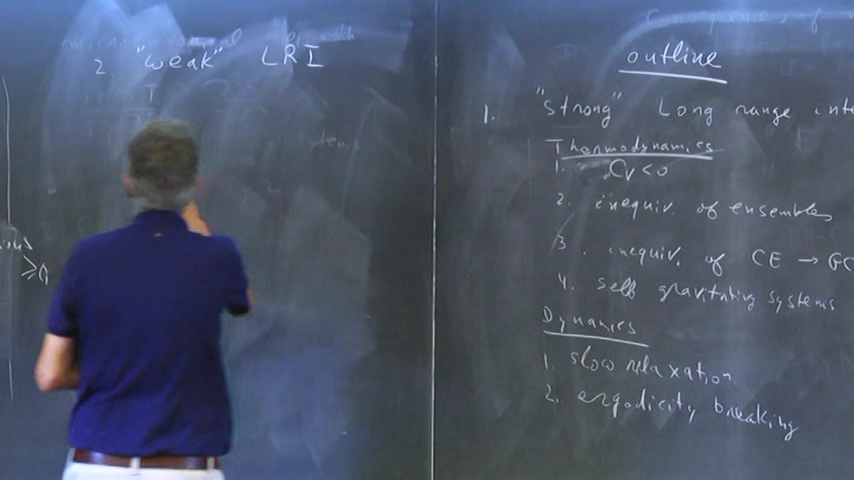 2. "weak" LRI
≥0
Consequences of
outline
1. "strong" Long range inte
Thermodynamics
1. Cv<0
2. inequiv. of ensembles
3. inequiv. of CE → GC
4. self gravitating systems
Dynamics
1. slow relaxation
2. ergodicity breaking